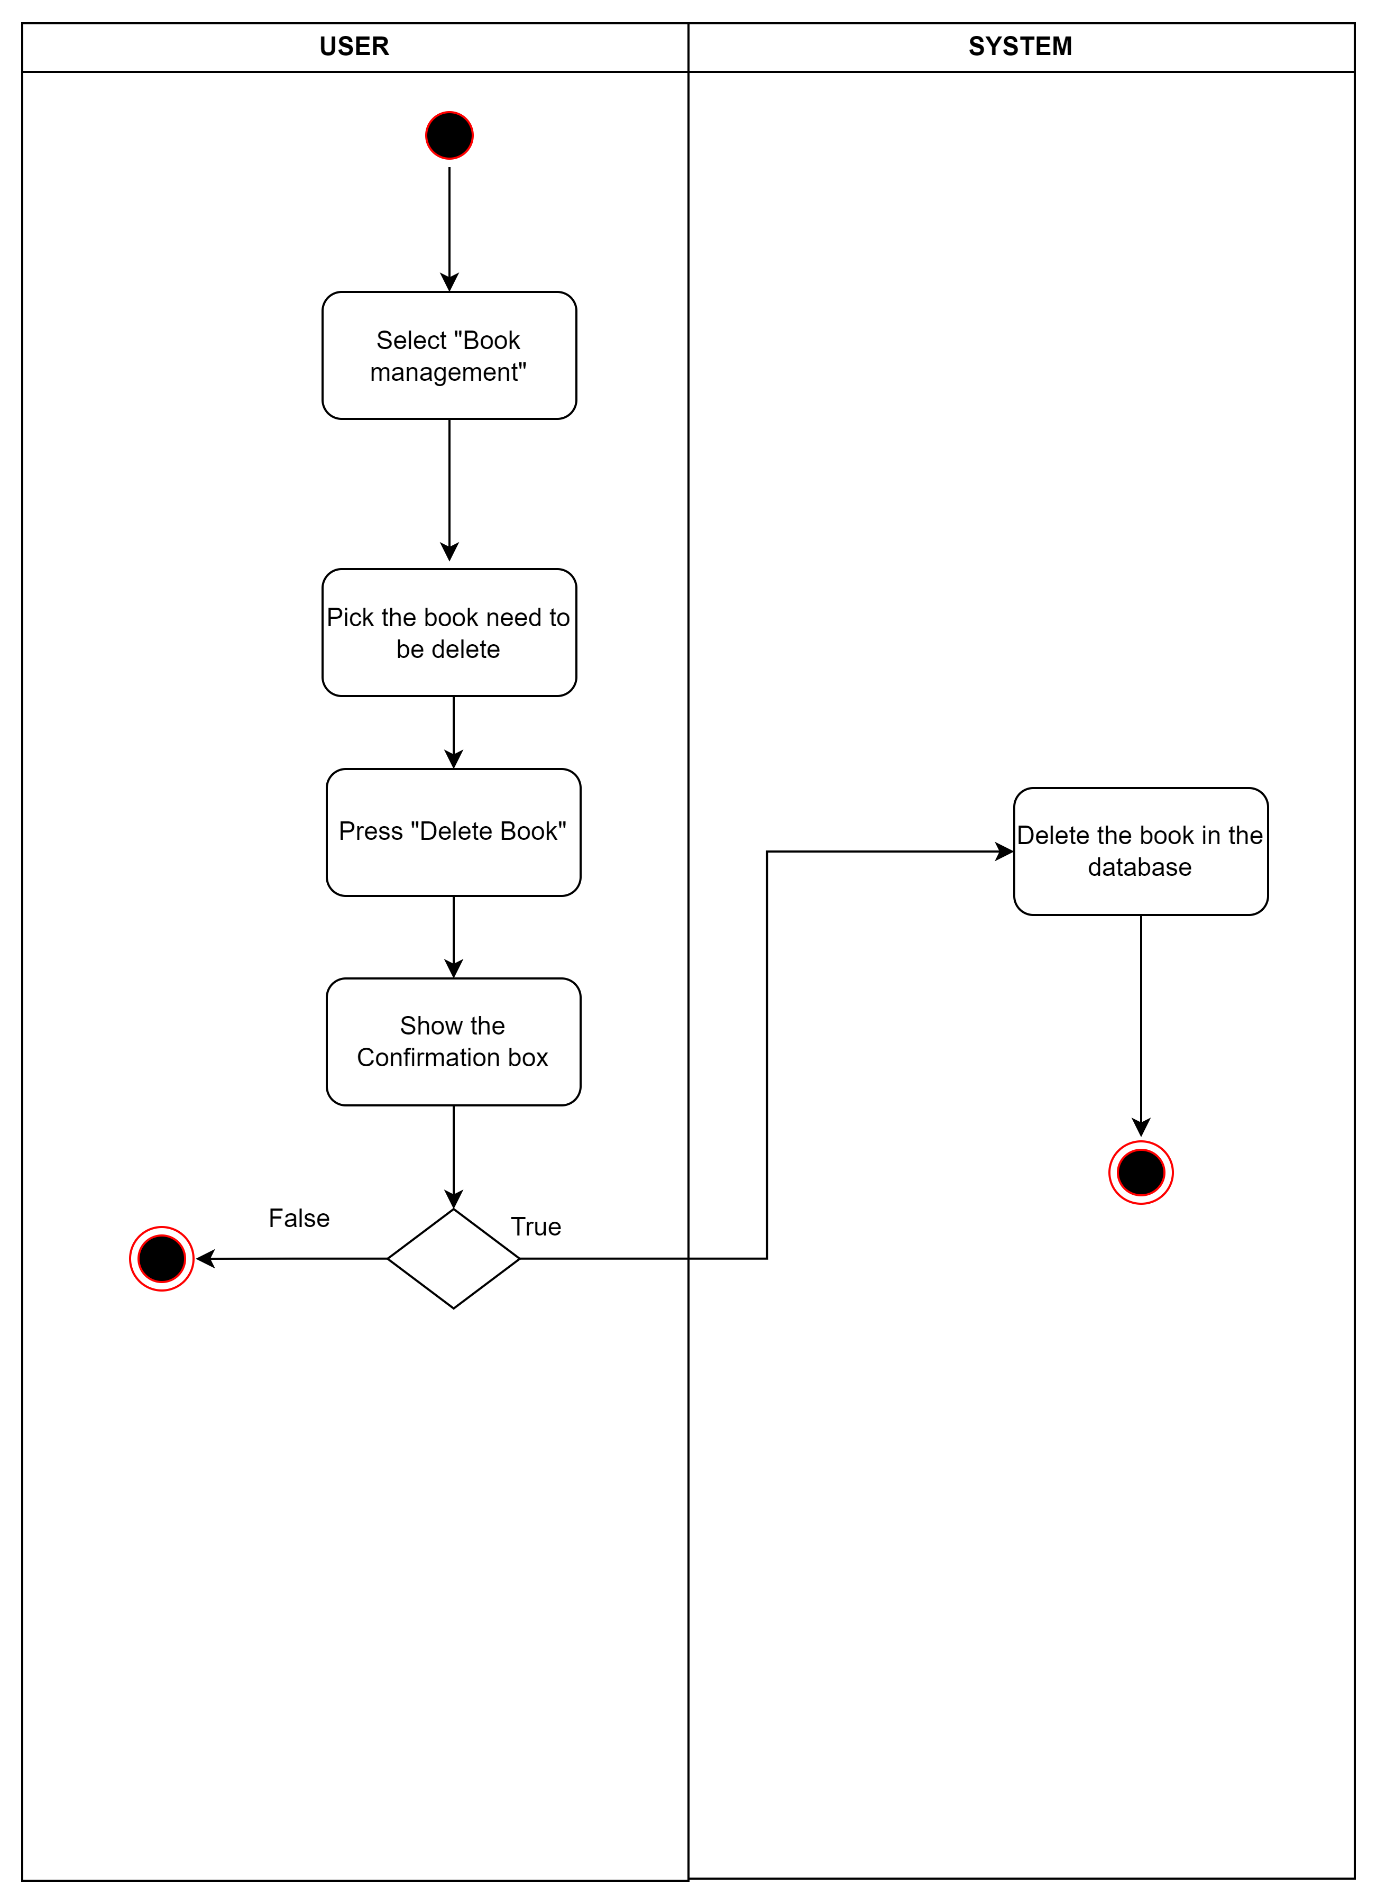 USER
SYSTEM
Select "Book
management"
Pick the book need to
be delete
Press "Delete Book"
Delete the book in the
database
Show the
Confirmation box
False
True